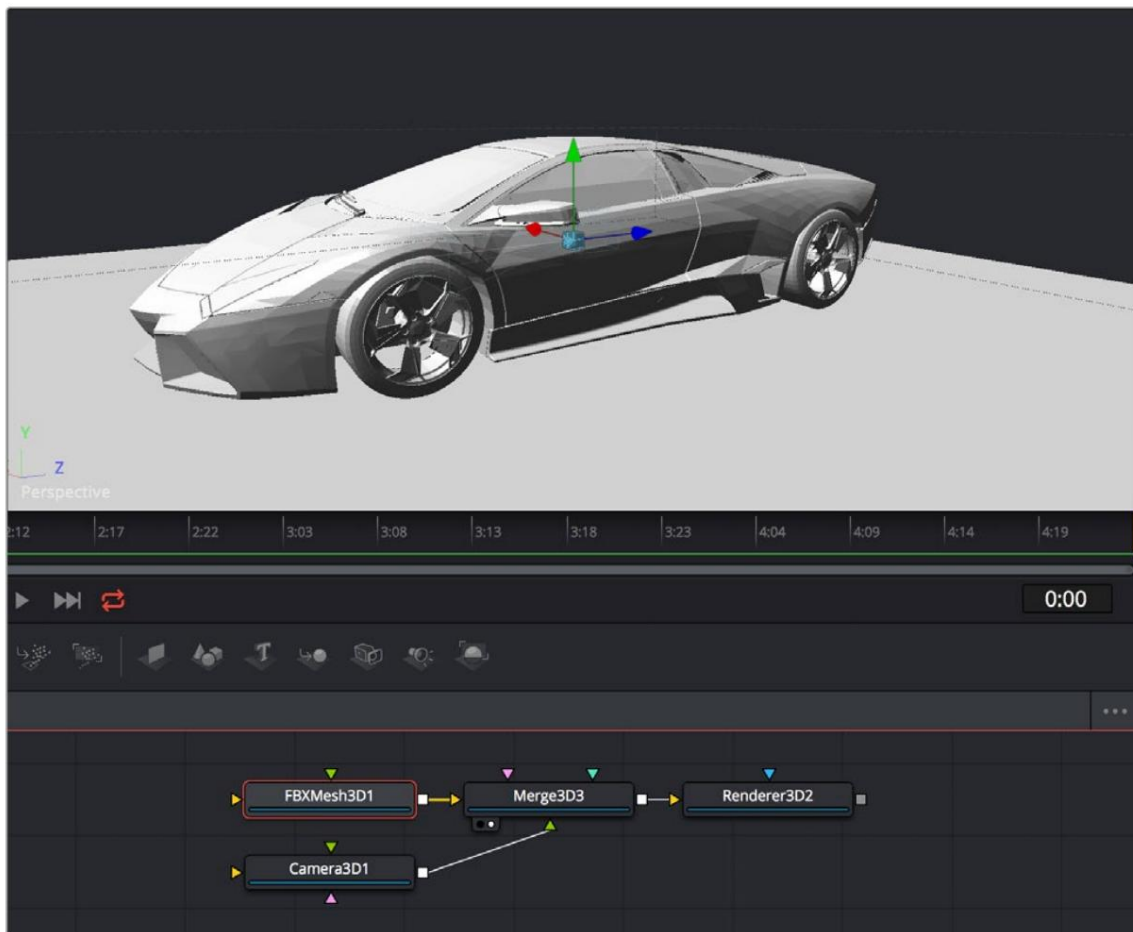 Y
Z
Perspective
2:12 2:17 2:22 3:03 3:08 3:13 3:18 3:23 4:04 4:09 4:14 4:19
0:00
T
FBXMesh3D1 Merge3D3 Renderer3D2
Camera3D1